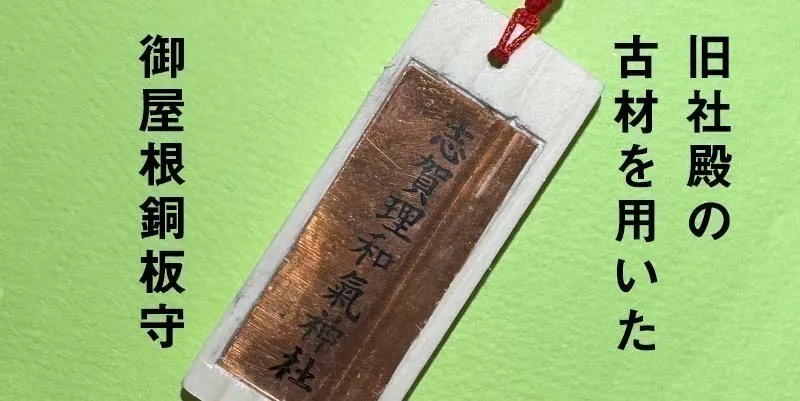 旧社殿の
古材を用いた
志賀理和氣神社
御屋根銅板守